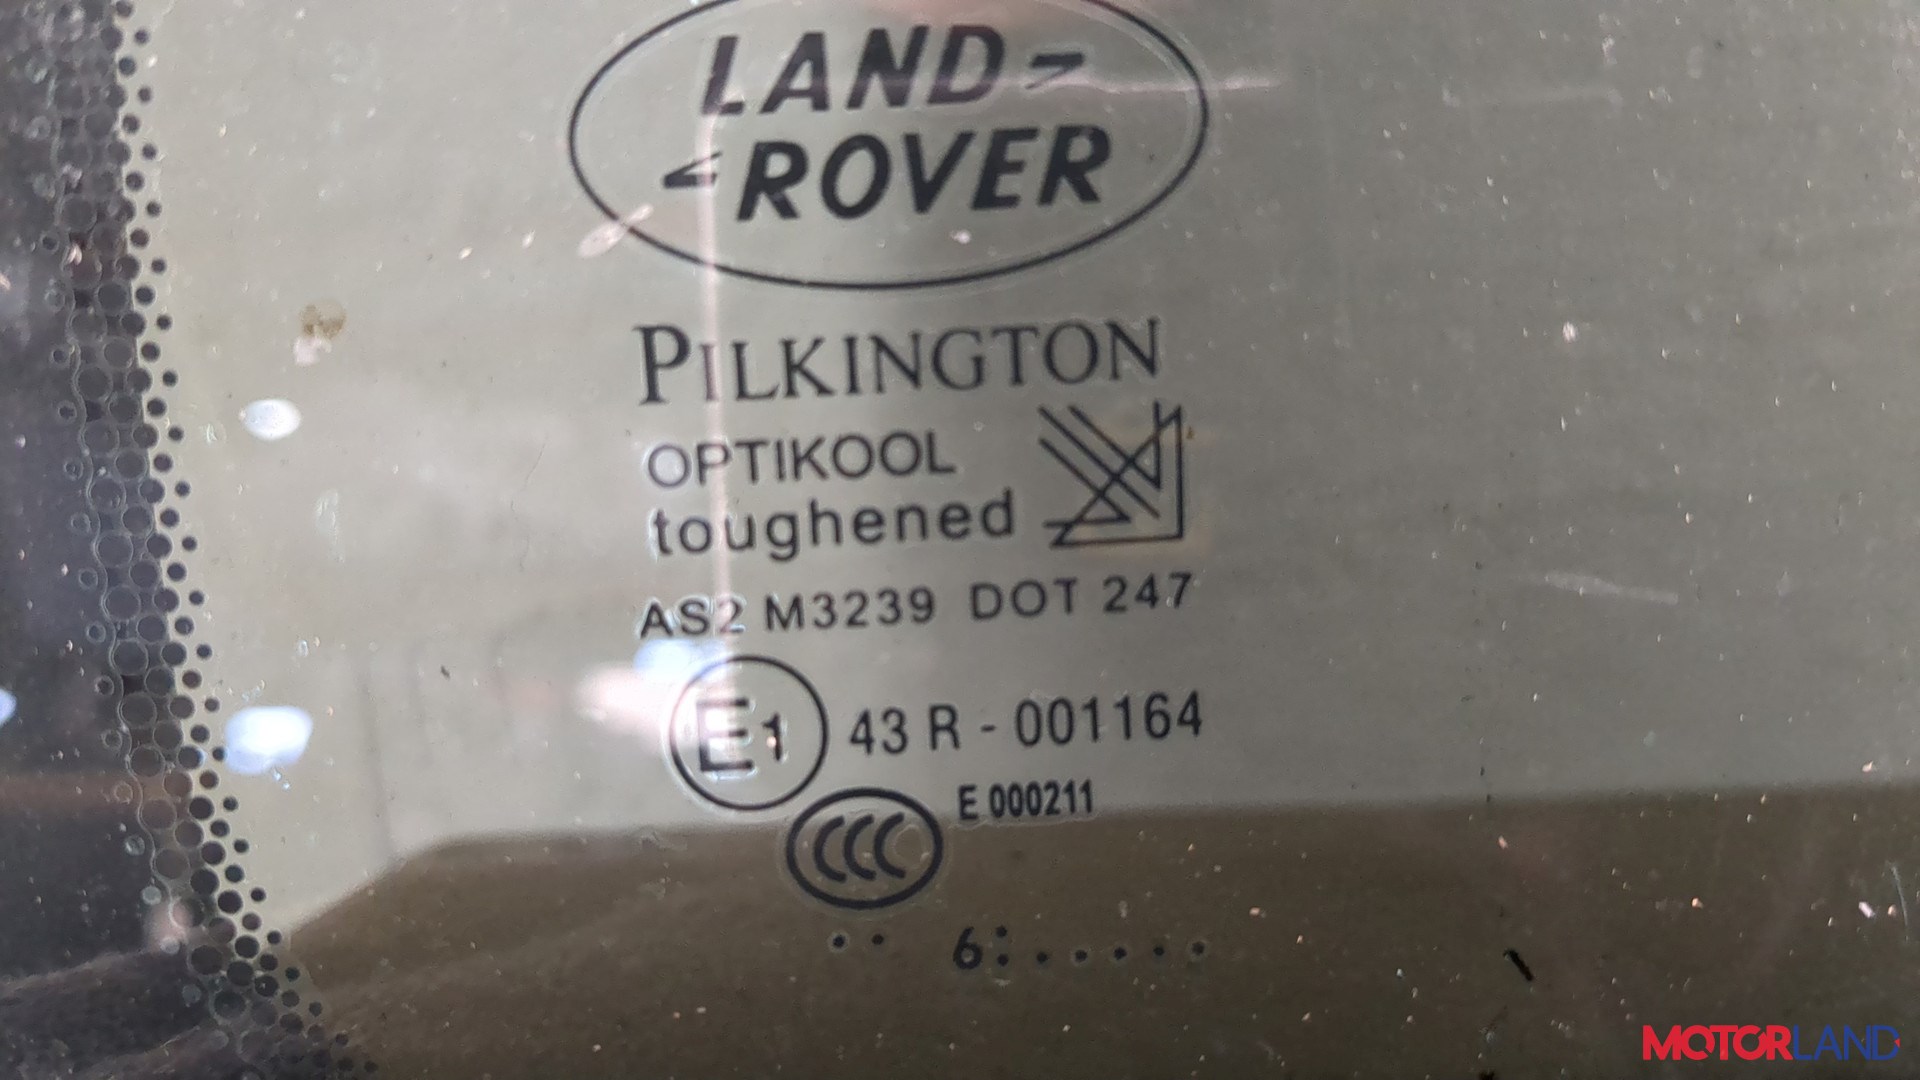 LAND
ROVER
PILKINGTON
OPTIKOOL
toughened
AS2 M3239 DOT 247
E1 43 R - 001164
E 000211
CCC
.. 6:.....
MOTORLAND